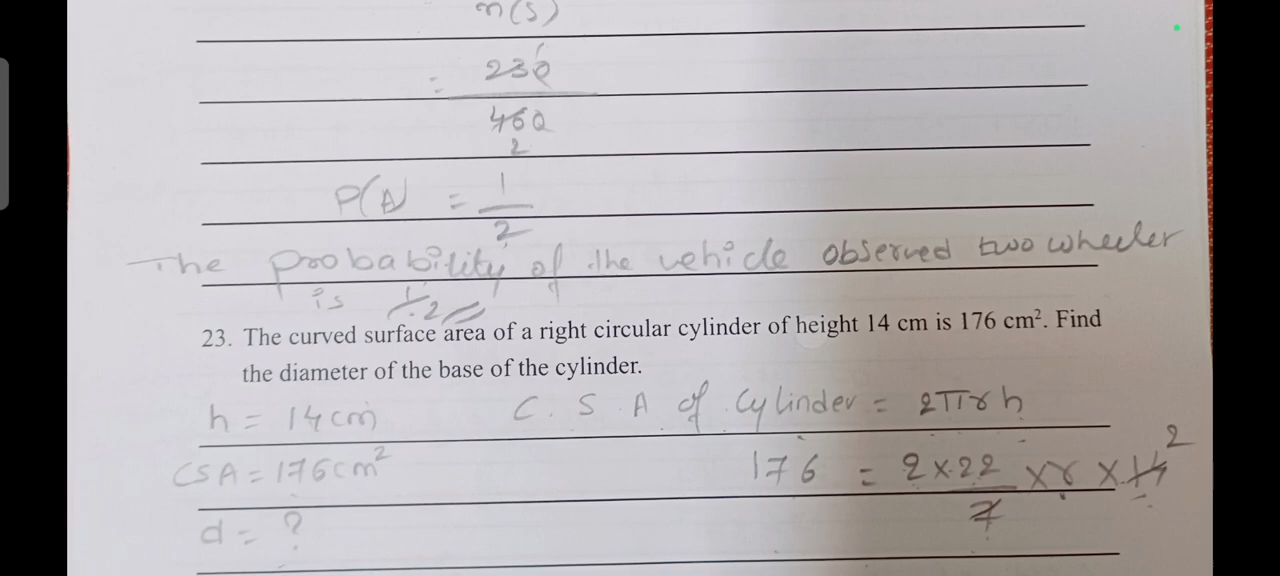 n(S)
= 230
460
2
P(A) = 1
2
The probability of the vehicle observed two wheeler
is 1/2
23. The curved surface area of a right circular cylinder of height 14 cm is 176 cm². Find
the diameter of the base of the cylinder.
h = 14cm C. S. A of Cylinder = 2πrh
CSA = 176cm² 176 = 2×22/7 × r × 14 2
d = ?